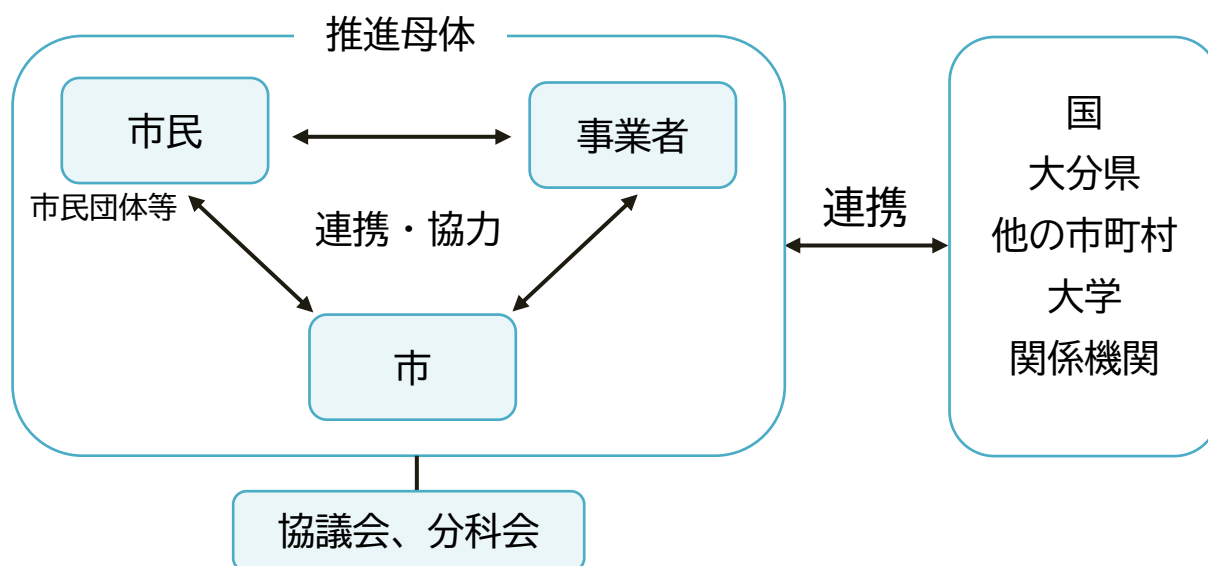 推進母体
市民
事業者
市民団体等
連携・協力
市
協議会、分科会
連携
国
大分県
他の市町村
大学
関係機関